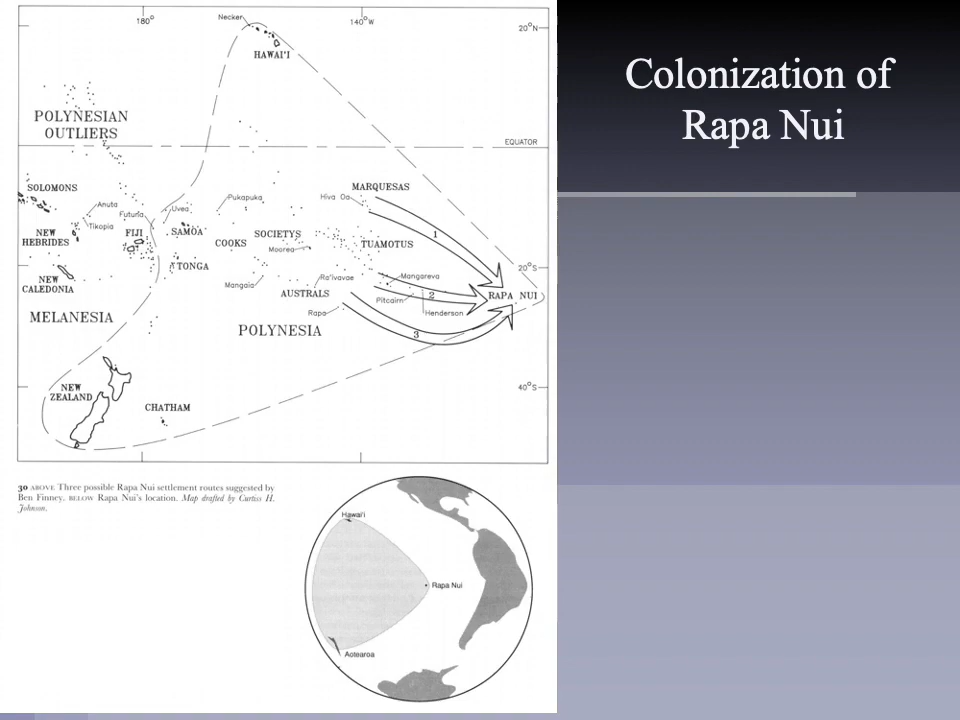 Colonization of
Rapa Nui
180°
Necker
140°W
20°N
HAWAI'I
POLYNESIAN
OUTLIERS
EQUATOR
SOLOMONS
MARQUESAS
Hiva Oa
Pukapuka
Anuta
Futuna
Uvea
Tikopia
NEW
HEBRIDES
FIJI
SAMOA
COOKS
SOCIETYS
Moorea
TUAMOTUS
1
TONGA
20°S
NEW
CALEDONIA
Mangaia
Ra'ivavae
Mangareva
AUSTRALS
2
RAPA NUI
Pitcairn
Henderson
Rapa
MELANESIA
POLYNESIA
3
NEW
ZEALAND
40°S
CHATHAM
30 ABOVE Three possible Rapa Nui settlement routes suggested by
Ben Finney. BELOW Rapa Nui's location. Map drafted by Curtiss H.
Johnson.
Hawai'i
Rapa Nui
Aotearoa